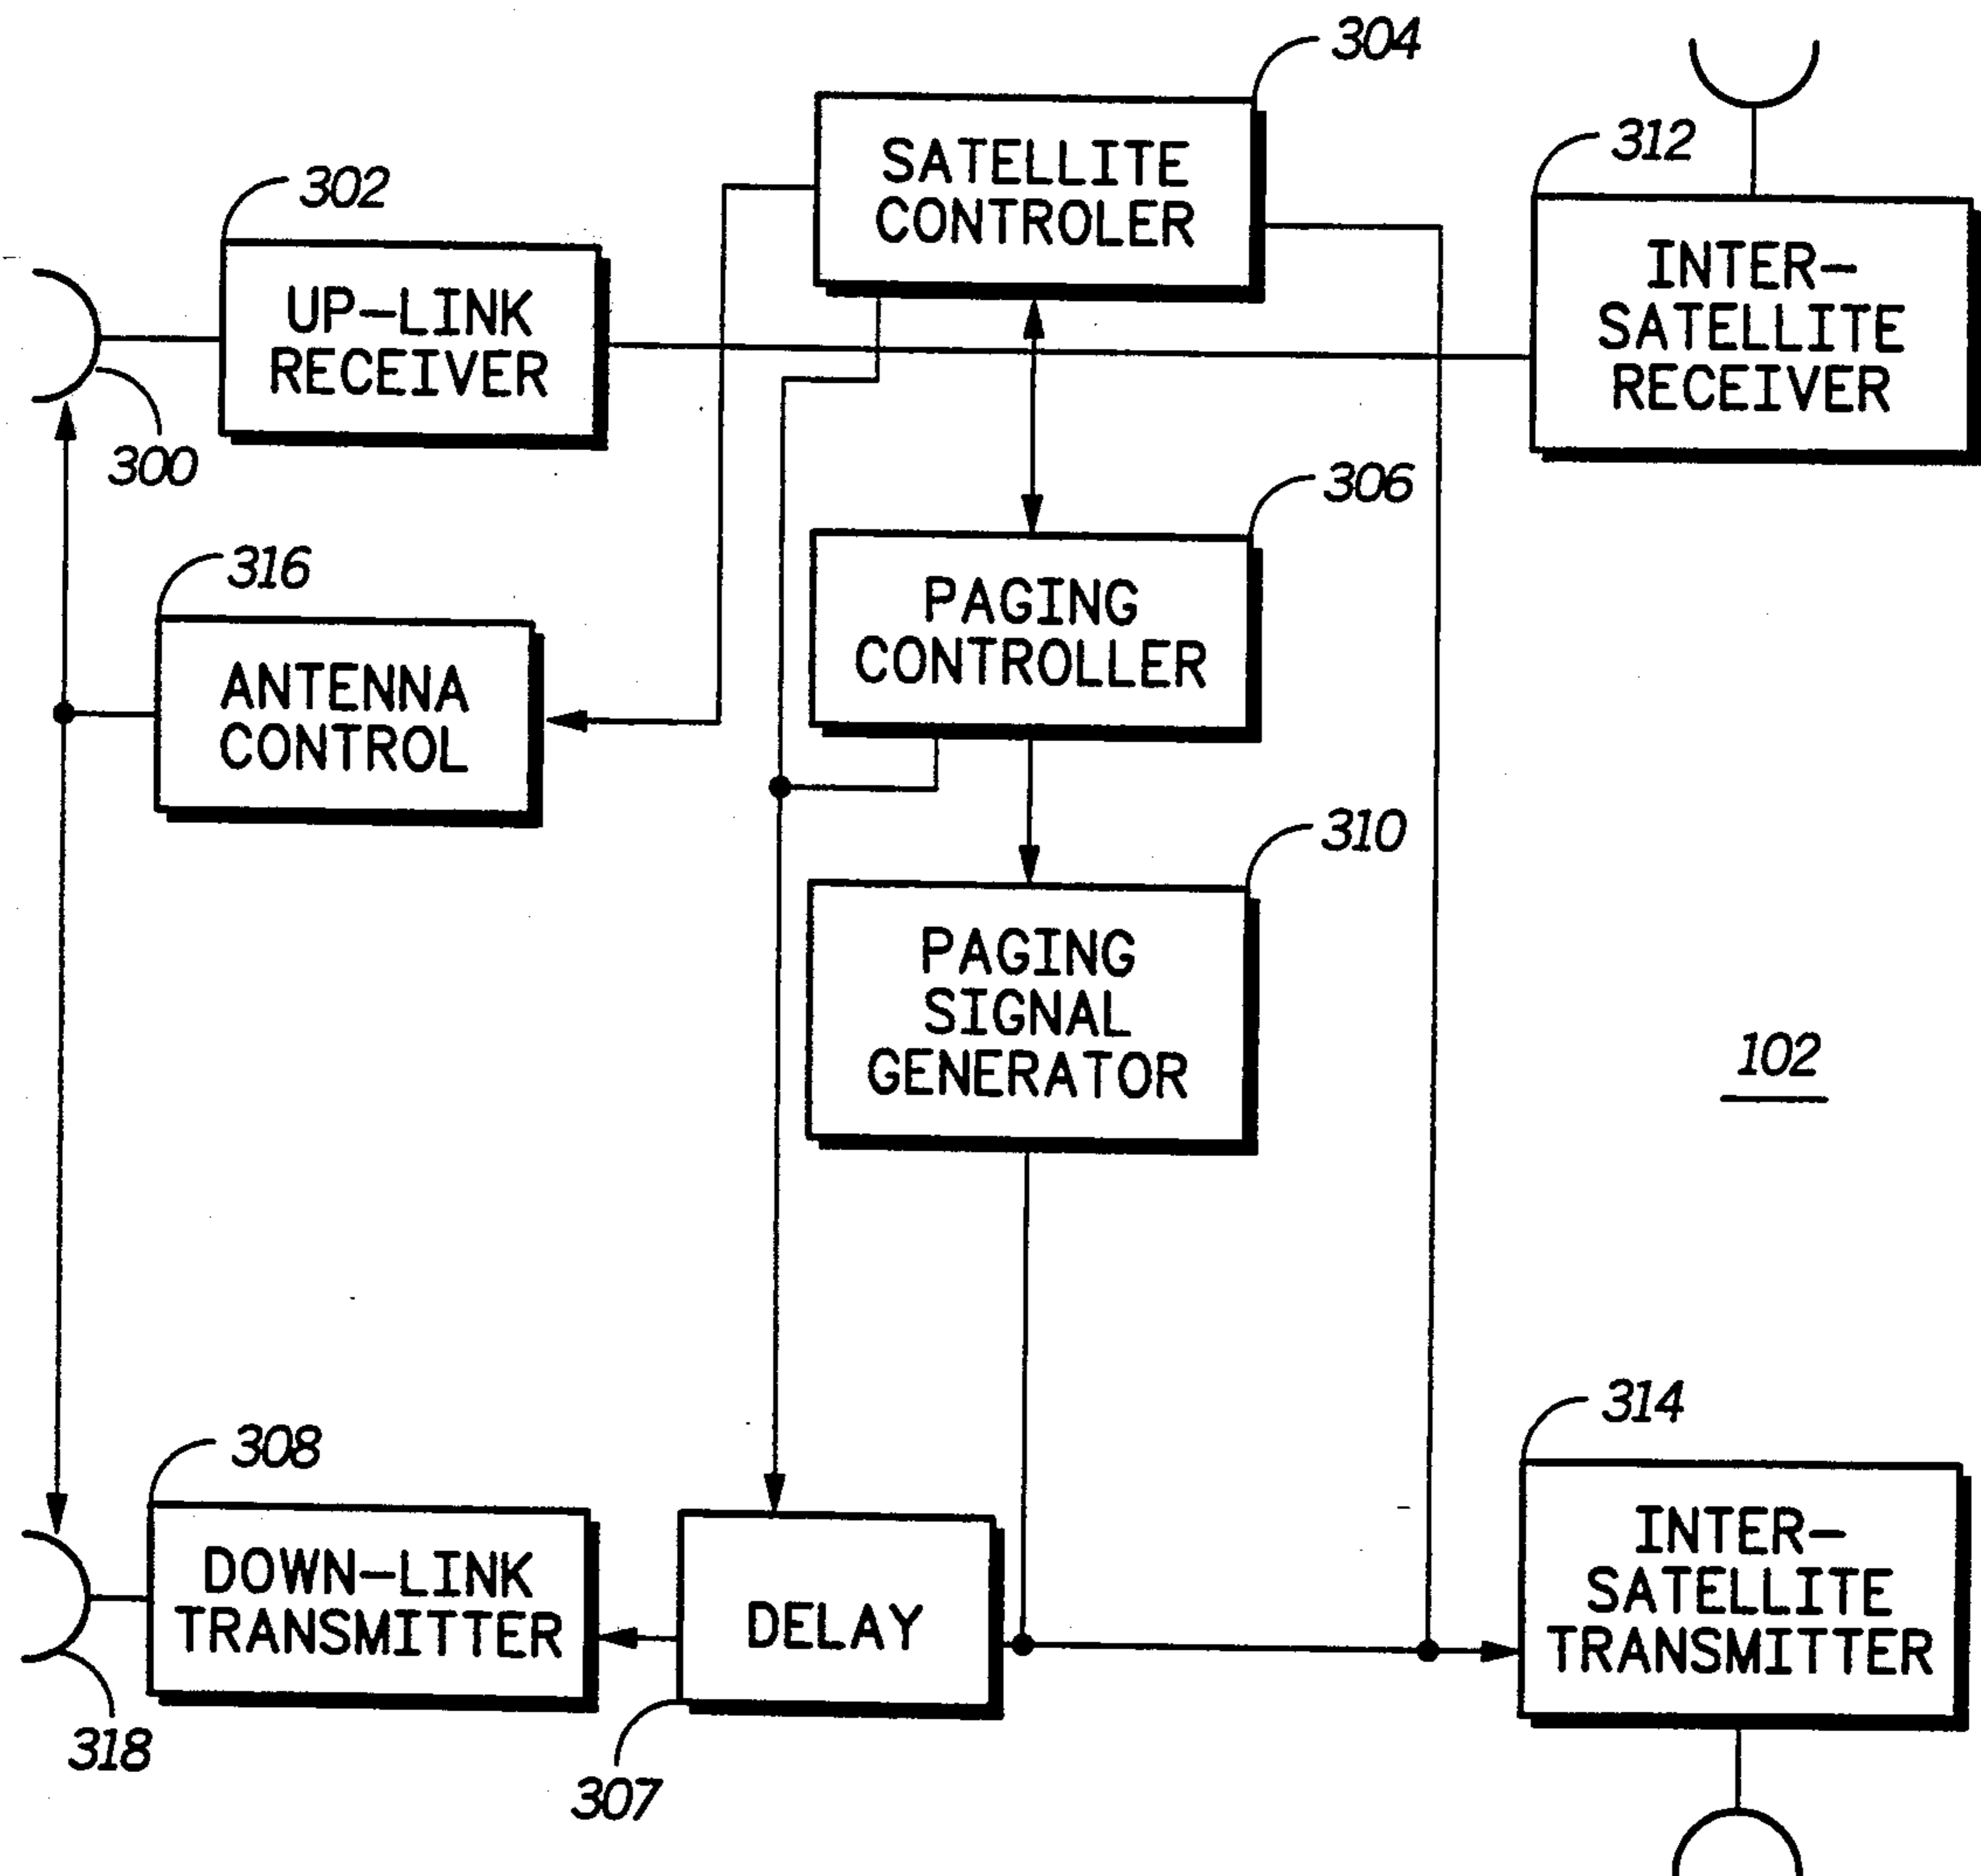 304
SATELLITE
CONTROLER
312
INTER-
SATELLITE
RECEIVER
302
UP-LINK
RECEIVER
300
306
PAGING
CONTROLLER
316
ANTENNA
CONTROL
310
PAGING
SIGNAL
GENERATOR
102
314
INTER-
SATELLITE
TRANSMITTER
308
DOWN-LINK
TRANSMITTER
DELAY
318
307